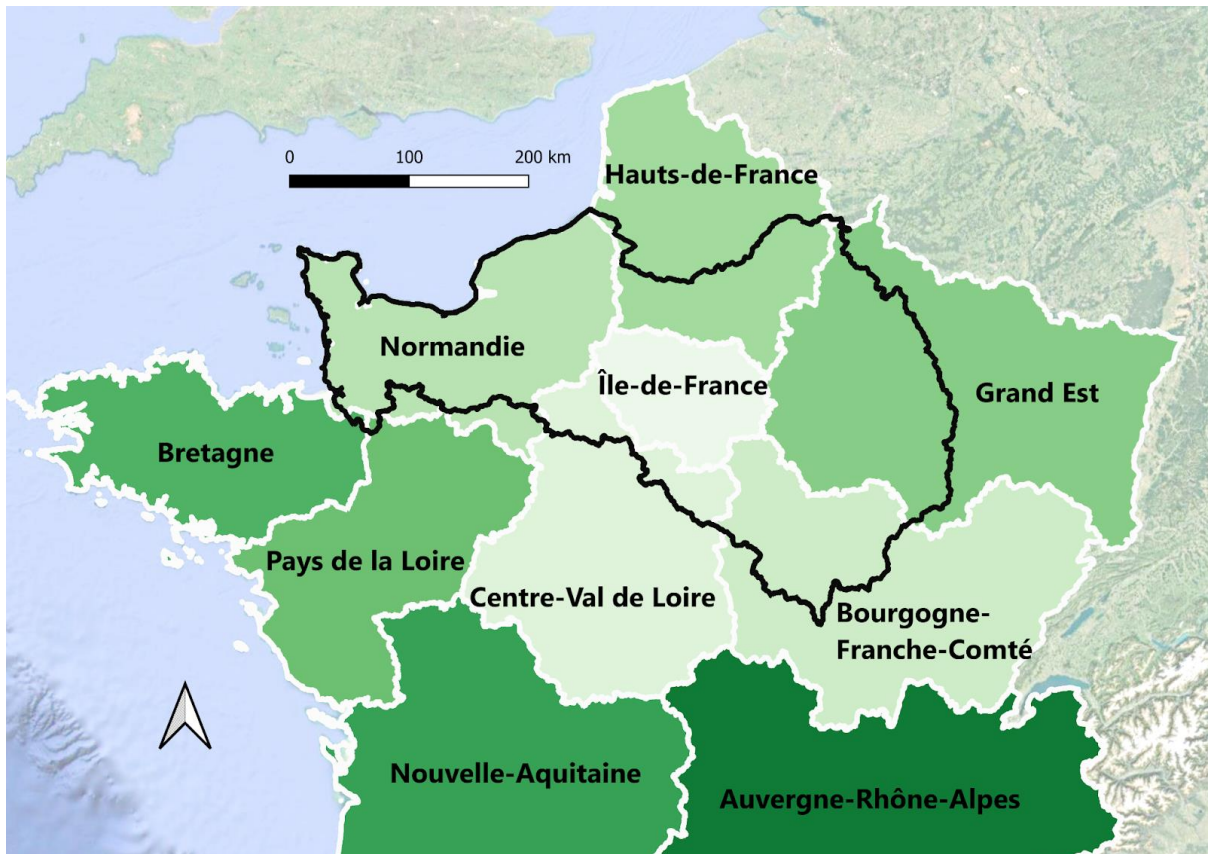 0 100 200 km
Hauts-de-France
Normandie
Île-de-France
Grand Est
Bretagne
Pays de la Loire
Centre-Val de Loire
Bourgogne-
Franche-Comté
Nouvelle-Aquitaine
Auvergne-Rhône-Alpes